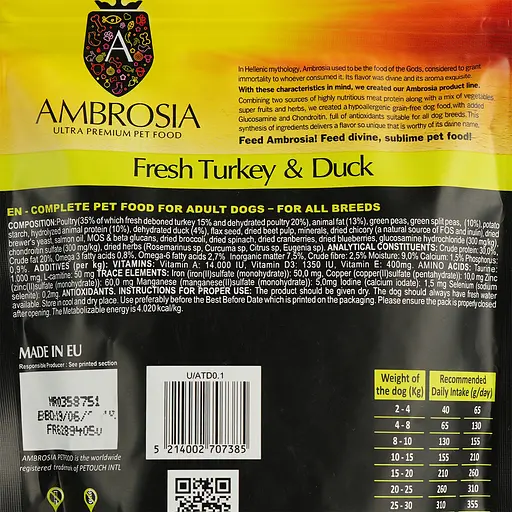 A
AMBROSIA
ULTRA PREMIUM PET FOOD
In Hellenic mythology, Ambrosia used to be the food of the Gods, considered to grant
immortality to whoever consumed it. Its flavor was divine and its aroma exquisite.
With these characteristics in mind, we created our Ambrosia product line.
Combining two sources of highly nutritious meat protein along with a mix of vegetables,
super fruits and herbs, we created a hypoallergenic grain-free dog food, with added
Glucosamine and Chondroitin, full of antioxidants suitable for all dog breeds. This
synthesis of ingredients delivers a flavor so unique that is worthy of its divine name.
Feed Ambrosia! Feed divine, sublime pet food!
Fresh Turkey & Duck
EN - COMPLETE PET FOOD FOR ADULT DOGS – FOR ALL BREEDS
COMPOSITION: Poultry (35% of which fresh deboned turkey 15% and dehydrated poultry 20%), animal fat (13%), green peas, green split peas, (10%), potato
starch, hydrolyzed animal protein (10%), dehydrated duck (4%), flax seed, dried beet pulp, minerals, dried chicory (a natural source of FOS and inulin), dried
brewer's yeast, salmon oil, MOS & beta glucans, dried broccoli, dried spinach, dried cranberries, dried blueberries, glucosamine hydrochloride (300 mg/kg),
chondroitin sulfate (300 mg/kg), dried herbs (Rosemarinus sp, Curcuma sp, Citrus sp, Eugenia sp). ANALYTICAL CONSTITUENTS: Crude protein: 30,0%,
Crude fat 20%, Omega 3 fatty acids 0,8%, Omega-6 fatty acids 2,7% Inorganic matter 7,5%, Crude fibre: 2,5% Moisture: 9,0% Calcium: 1,5% Phosphorus:
0,9%. ADDITIVES (per kg): VITAMINS: Vitamin A: 14.000 IU, Vitamin D3: 1350 IU, Vitamin E: 400mg. AMINO ACIDS: Taurine:
1,000 mg, L-carnitine: 50 mg TRACE ELEMENTS: Iron (iron(II)sulfate (monohydrate)): 50,0 mg, Copper (copper(II)sulfate (pentahydrate)): 10,0 mg Zinc
(zinc(II)sulfate (monohydrate)): 60,0 mg Manganese (manganese(II)sulfate (monohydrate)): 5,0mg Iodine (calcium iodate): 1,5 mg Selenium (sodium
selenite): 0,2mg ANTIOXIDANTS. INSTRUCTIONS FOR PROPER USE: The product should be given dry. The dog should always have fresh water
available. Store in cool and dry place. Use preferably before the Best Before Date which is printed on the packaging. Please ensure the pack is properly closed
after opening. The Metabolizable energy is 4.020 kcal/kg.
MADE IN EU
Responsible Producer : See printed section
AMBROSIA PETFOOD is the worldwide
registered trademark of PETOUCH INTL
U/ATD0.1
5 214002 707385
Weight of the dog (Kg) Recommended Daily Intake (g/day)
2 - 4 40 65
4 - 8 65 130
8 - 10 130 155
10 - 15 155 210
15 - 20 210 260
20 - 25 260 310
25 - 30 310 355